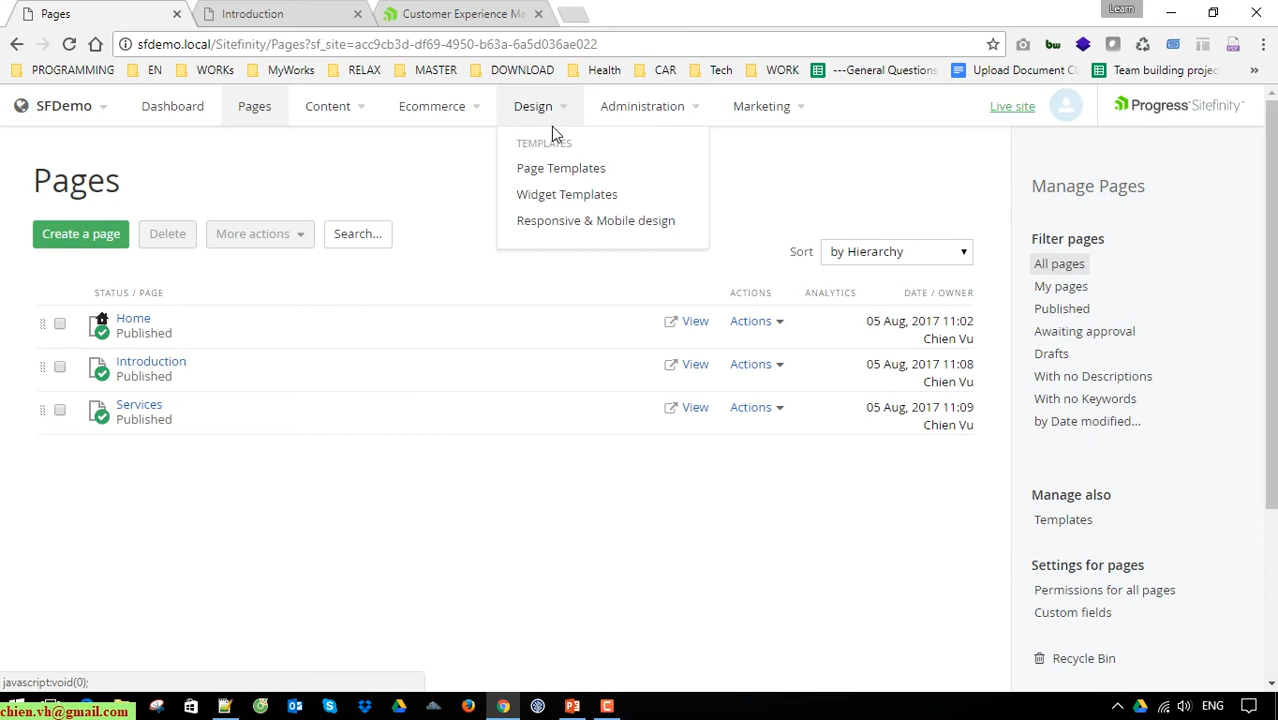 Learn
Pages
Introduction
Customer Experience Ma
sfdemo.local/Sitefinity/Pages?sf_site=acc9cb3d-df69-4950-b63a-6a5d036ae022
PROGRAMMING EN WORKs MyWorks RELAX MASTER DOWNLOAD Health CAR Tech WORK ---General Questions Upload Document Cl Team building projec »
SFDemo Dashboard Pages Content Ecommerce Design Administration Marketing Live site Progress Sitefinity
TEMPLATES
Page Templates
Widget Templates
Responsive & Mobile design
Pages
Create a page Delete More actions Search...
Sort by Hierarchy
STATUS / PAGE ACTIONS ANALYTICS DATE / OWNER
Home View Actions 05 Aug, 2017 11:02
Published Chien Vu
Introduction View Actions 05 Aug, 2017 11:08
Published Chien Vu
Services View Actions 05 Aug, 2017 11:09
Published Chien Vu
Manage Pages
Filter pages
All pages
My pages
Published
Awaiting approval
Drafts
With no Descriptions
With no Keywords
by Date modified...
Manage also
Templates
Settings for pages
Permissions for all pages
Custom fields
Recycle Bin
javascript:void(0);
chien.vh@gmail.com
ENG